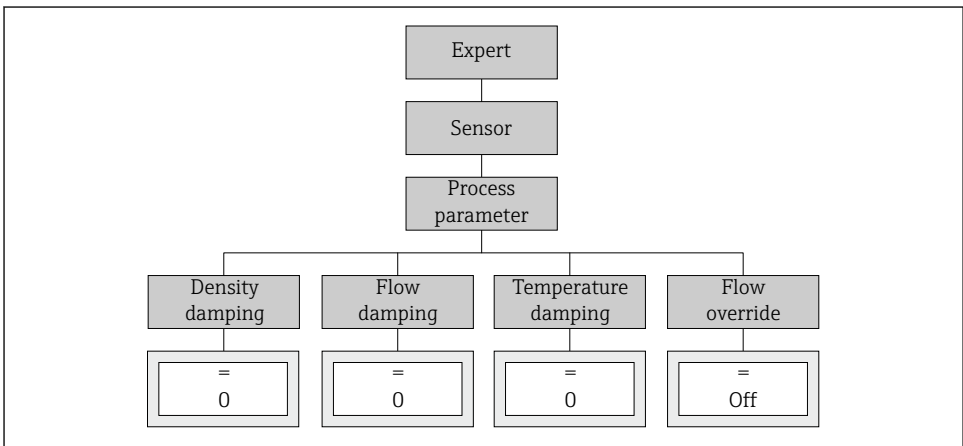 Expert
Sensor
Process
parameter
Density
damping
Flow
damping
Temperature
damping
Flow
override
=
0
=
0
=
0
=
Off